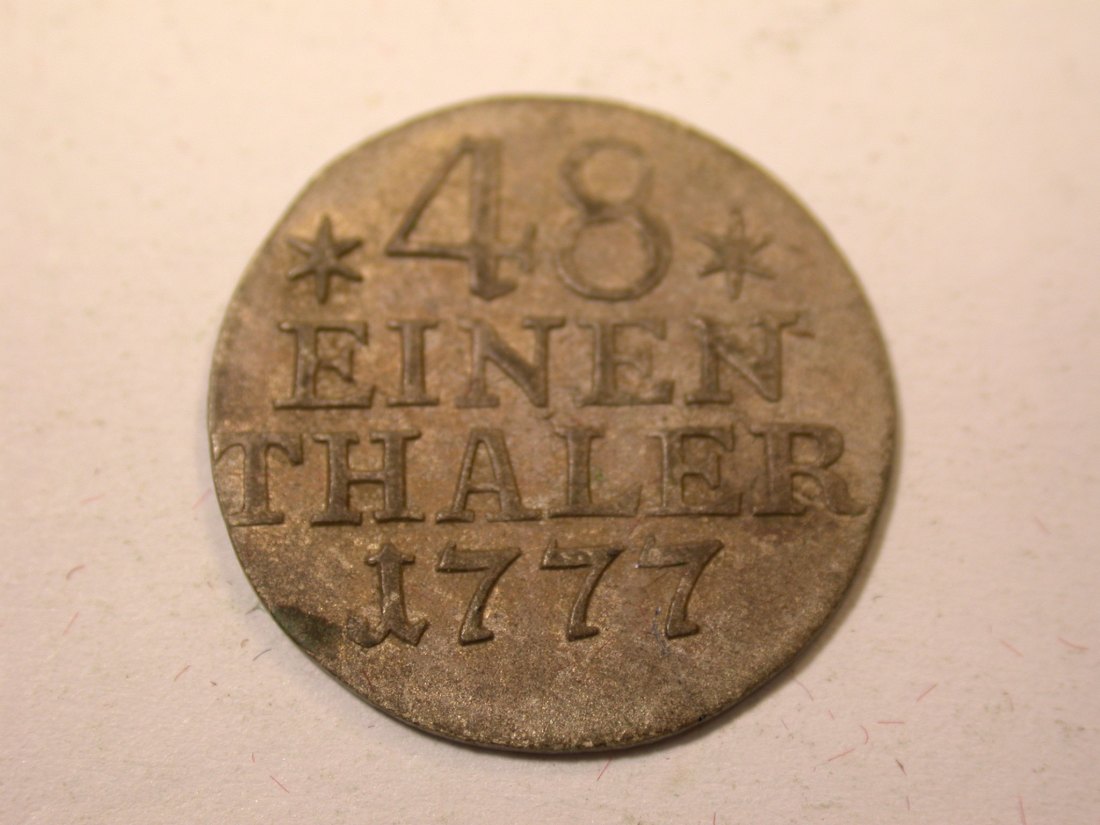 * 48 *
EINEN
THALER
1777